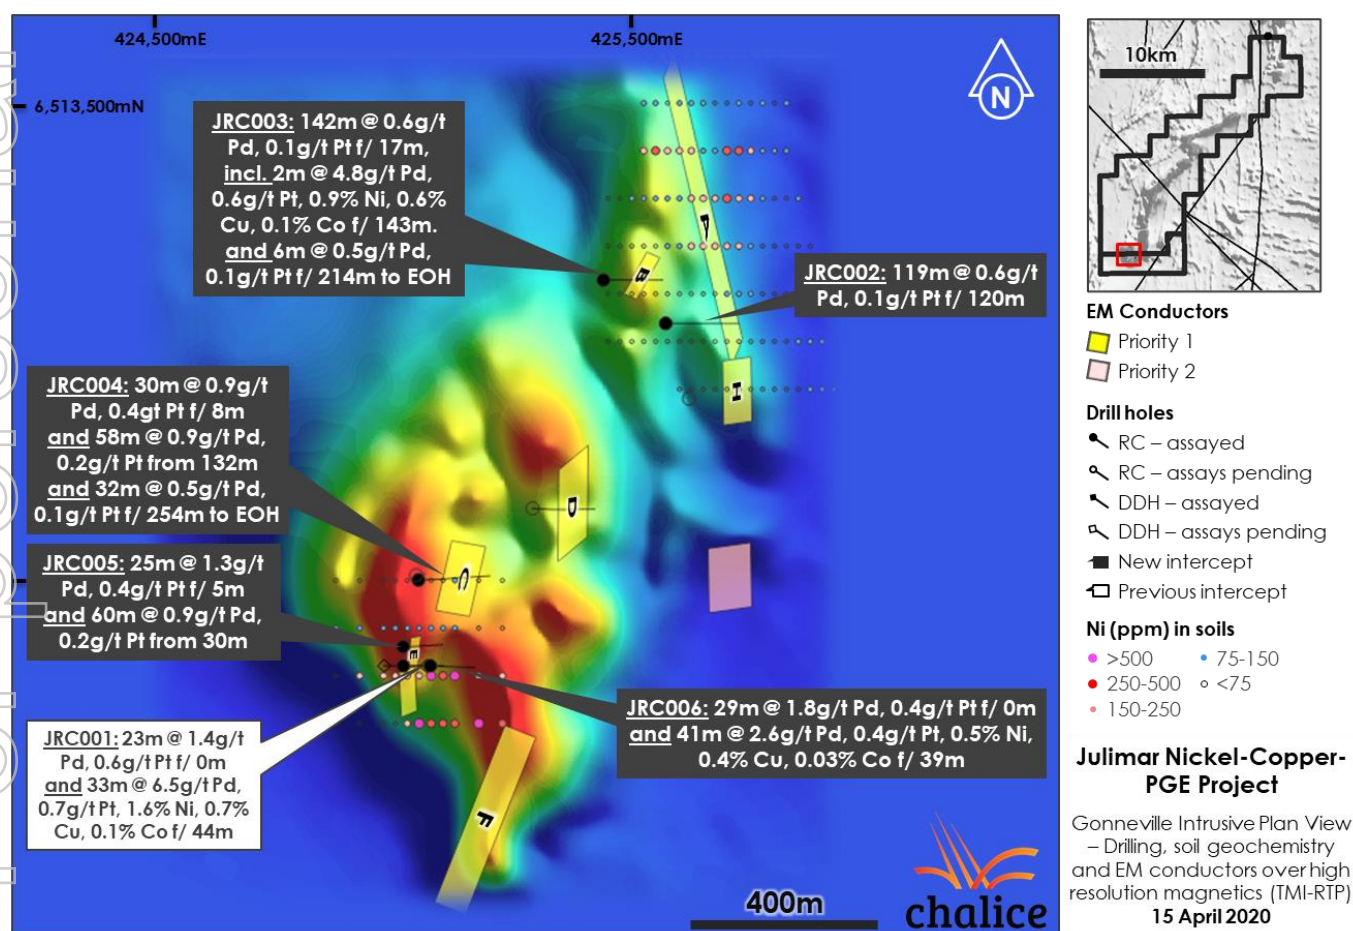 424,500mE
425,500mE
6,513,500mN
N
JRC003: 142m @ 0.6g/t
Pd, 0.1g/t Pt f/ 17m,
incl. 2m @ 4.8g/t Pd,
0.6g/t Pt, 0.9% Ni, 0.6%
Cu, 0.1% Co f/ 143m.
and 6m @ 0.5g/t Pd,
0.1g/t Pt f/ 214m to EOH
JRC002: 119m @ 0.6g/t
Pd, 0.1g/t Pt f/ 120m
B
H
JRC004: 30m @ 0.9g/t
Pd, 0.4gt Pt f/ 8m
and 58m @ 0.9g/t Pd,
0.2g/t Pt from 132m
and 32m @ 0.5g/t Pd,
0.1g/t Pt f/ 254m to EOH
D
C
JRC005: 25m @ 1.3g/t
Pd, 0.4g/t Pt f/ 5m
and 60m @ 0.9g/t Pd,
0.2g/t Pt from 30m
E
JRC006: 29m @ 1.8g/t Pd, 0.4g/t Pt f/ 0m
and 41m @ 2.6g/t Pd, 0.4g/t Pt, 0.5% Ni,
0.4% Cu, 0.03% Co f/ 39m
JRC001: 23m @ 1.4g/t
Pd, 0.6g/t Pt f/ 0m
and 33m @ 6.5g/t Pd,
0.7g/t Pt, 1.6% Ni, 0.7%
Cu, 0.1% Co f/ 44m
F
400m
chalice
10km
EM Conductors
Priority 1
Priority 2
Drill holes
RC – assayed
RC – assays pending
DDH – assayed
DDH – assays pending
New intercept
Previous intercept
Ni (ppm) in soils
>500
75-150
250-500
<75
150-250
Julimar Nickel-Copper-
PGE Project
Gonneville Intrusive Plan View
– Drilling, soil geochemistry
and EM conductors over high
resolution magnetics (TMI-RTP)
15 April 2020